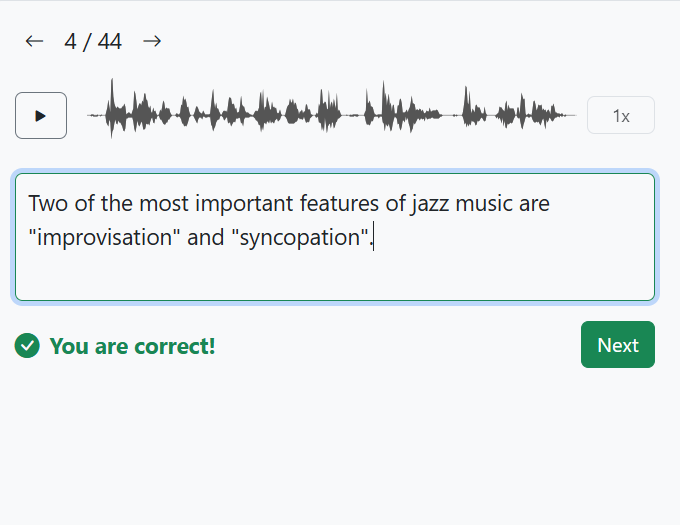 ← 4 / 44 →
1x
Two of the most important features of jazz music are
"improvisation" and "syncopation".
You are correct!
Next